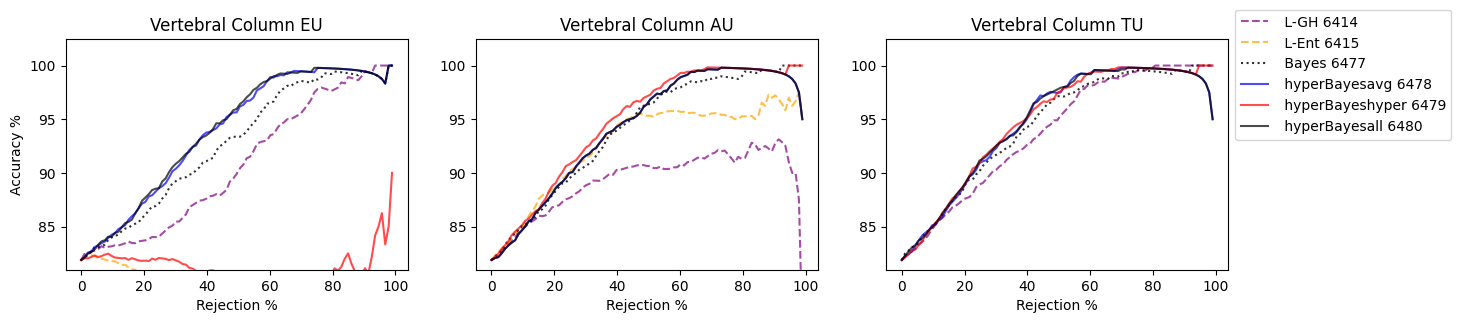 Vertebral Column EU
Vertebral Column AU
Vertebral Column TU
Accuracy %
100
95
90
85
0 20 40 60 80 100
Rejection %
100
95
90
85
0 20 40 60 80 100
Rejection %
100
95
90
85
0 20 40 60 80 100
Rejection %
L-GH 6414
L-Ent 6415
Bayes 6477
hyperBayesavg 6478
hyperBayeshyper 6479
hyperBayesall 6480